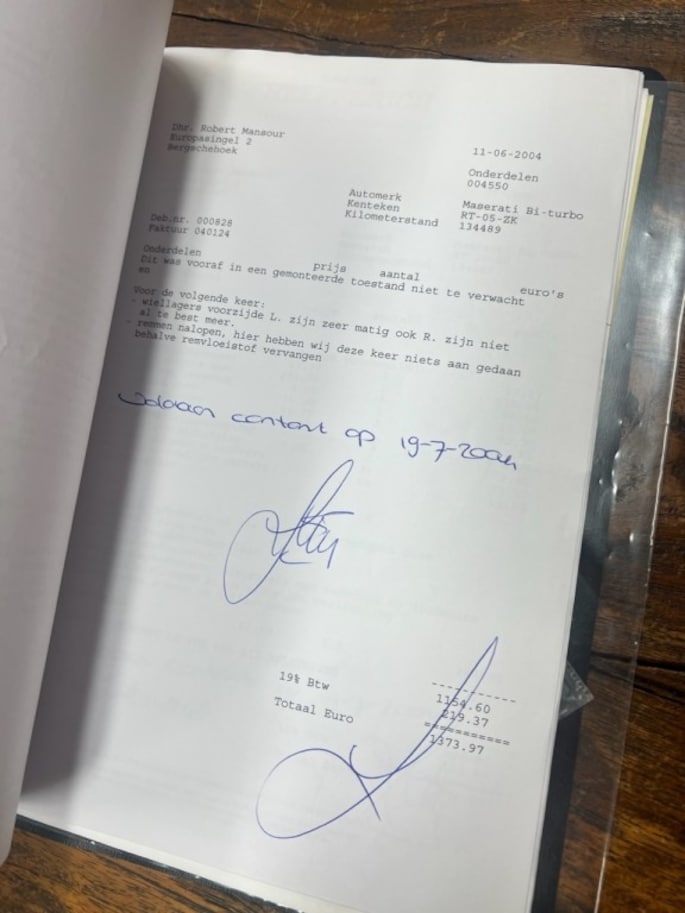 Dhr. Robert Mansour
Europasingel 2
Bergschehoek
11-06-2004
Onderdelen
004550
Automerk Maserati Bi-turbo
Kenteken RT-05-ZK
Kilometerstand 134489
Deb.nr. 000828
Faktuur 040124
Onderdelen prijs aantal euro's
Dit was vooraf in een gemonteerde toestand niet te verwacht
en
Voor de volgende keer:
- wiellagers voorzijde L. zijn zeer matig ook R. zijn niet
al te best meer.
- remmen nalopen, hier hebben wij deze keer niets aan gedaan
behalve remvloeistof vervangen
Voldaan contant op 19-7-2004
-----------
1154.60
19% Btw 219.37
===========
Totaal Euro 1373.97